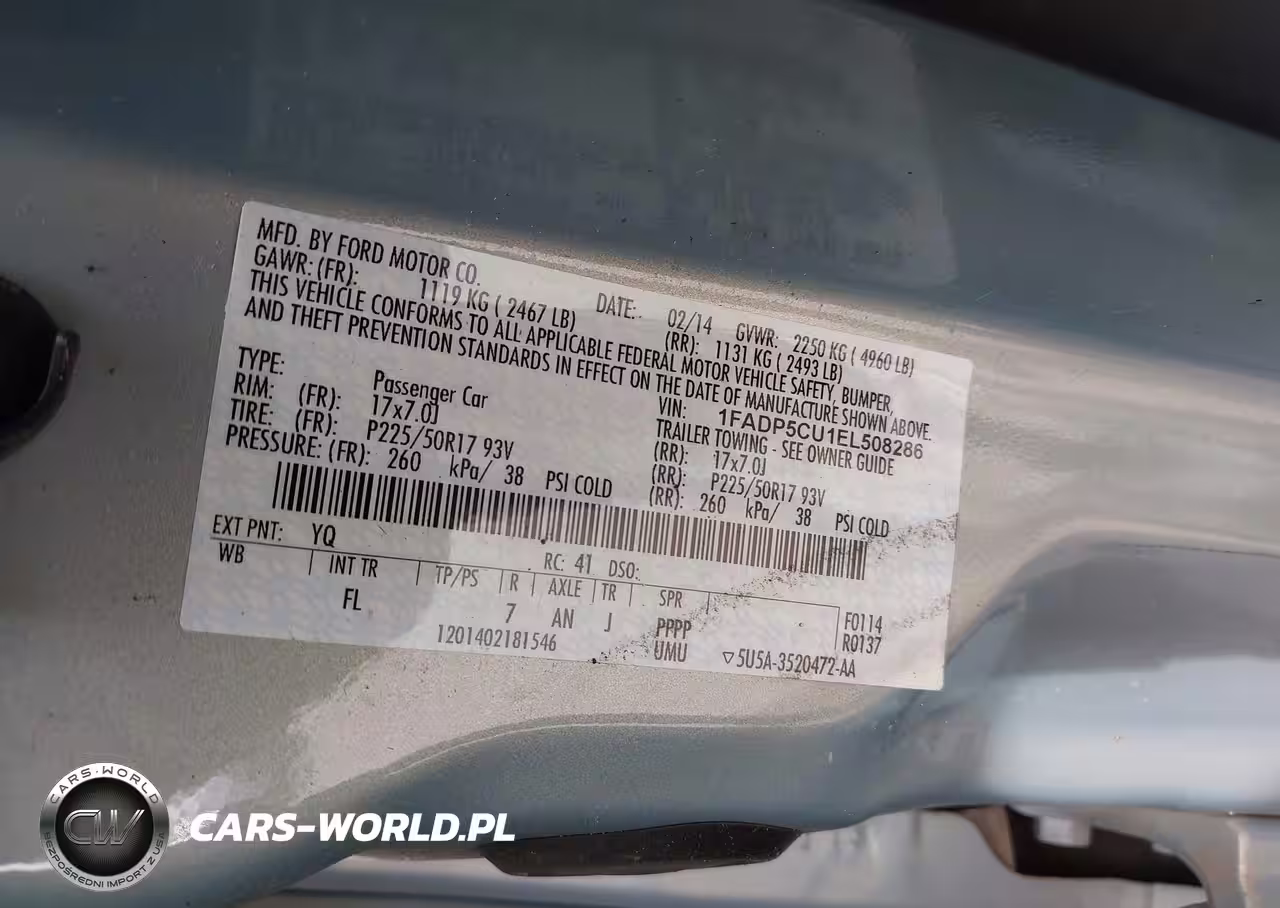 MFD. BY FORD MOTOR CO. DATE: 02/14 GVWR: 2250 KG ( 4960 LB)
GAWR: (FR): 1119 KG ( 2467 LB) (RR): 1131 KG ( 2493 LB)
THIS VEHICLE CONFORMS TO ALL APPLICABLE FEDERAL MOTOR VEHICLE SAFETY, BUMPER,
AND THEFT PREVENTION STANDARDS IN EFFECT ON THE DATE OF MANUFACTURE SHOWN ABOVE.
VIN: 1FADP5CU1EL508286
TYPE: Passenger Car TRAILER TOWING - SEE OWNER GUIDE
RIM: (FR): 17x7.0J (RR): 17x7.0J
TIRE: (FR): P225/50R17 93V (RR): P225/50R17 93V
PRESSURE: (FR): 260 kPa/ 38 PSI COLD (RR): 260 kPa/ 38 PSI COLD
EXT PNT: YQ RC: 41 DSO:
WB INT TR TP/PS R AXLE TR SPR F0114
FL 7 AN J PPPP R0137
1201402181546 UMU ▽5U5A-3520472-AA
CARS-WORLD
CW
BEZPOŚREDNI IMPORT Z USA
CARS-WORLD.PL